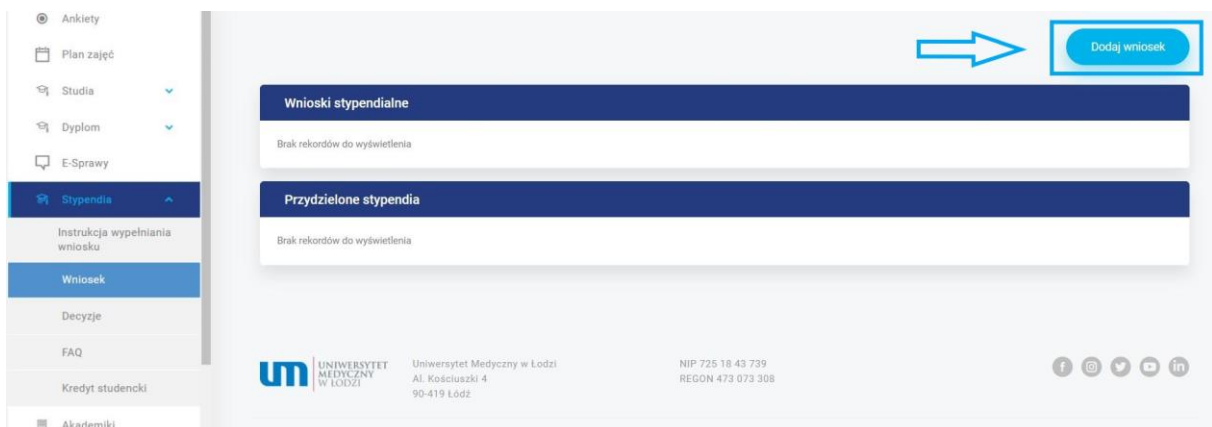 Ankiety
Plan zajęć
Studia
Dyplom
E-Sprawy
Stypendia
Instrukcja wypełniania
wniosku
Wniosek
Decyzje
FAQ
Kredyt studencki
Akademiki
Dodaj wniosek
Wnioski stypendialne
Brak rekordów do wyświetlenia
Przydzielone stypendia
Brak rekordów do wyświetlenia
um
UNIWERSYTET
MEDYCZNY
W ŁODZI
Uniwersytet Medyczny w Łodzi
Al. Kościuszki 4
90-419 Łódź
NIP 725 18 43 739
REGON 473 073 308